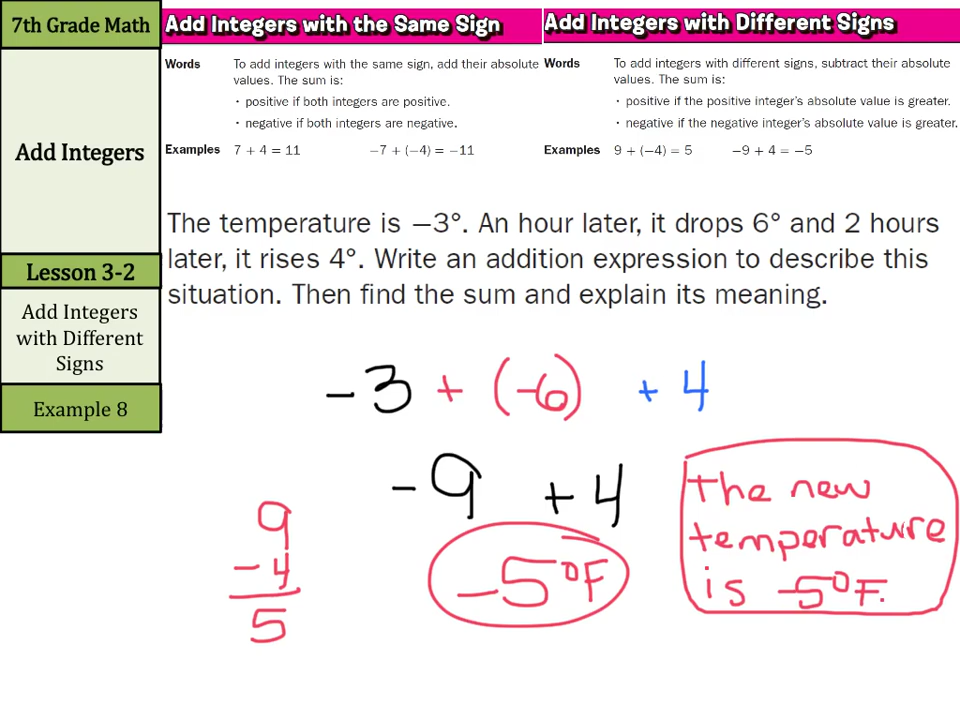 7th Grade Math
Add Integers
Lesson 3-2
Add Integers
with Different
Signs
Example 8
Add Integers with the Same Sign
Words To add integers with the same sign, add their absolute
values. The sum is:
• positive if both integers are positive.
• negative if both integers are negative.
Examples 7 + 4 = 11 −7 + (−4) = −11
Add Integers with Different Signs
Words To add integers with different signs, subtract their absolute
values. The sum is:
• positive if the positive integer's absolute value is greater.
• negative if the negative integer's absolute value is greater.
Examples 9 + (−4) = 5 −9 + 4 = −5
The temperature is −3°. An hour later, it drops 6° and 2 hours
later, it rises 4°. Write an addition expression to describe this
situation. Then find the sum and explain its meaning.
-3 + (-6) + 4
-9 + 4
9
- 4
5
-5°F
The new
temperature
is -5°F.